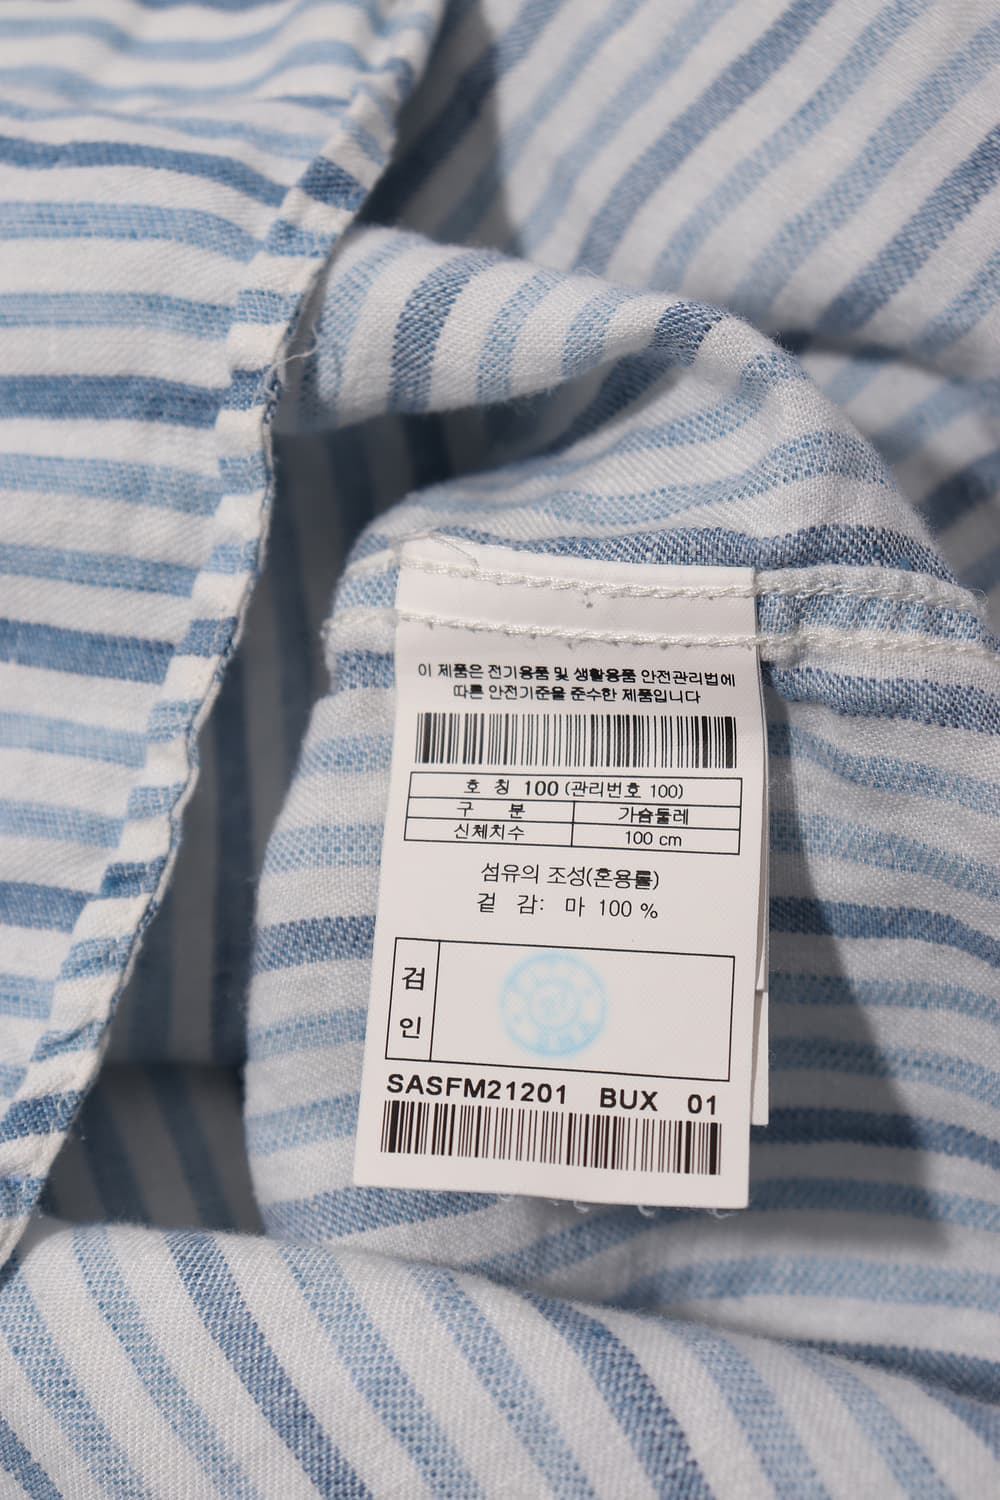 이 제품은 전기용품 및 생활용품 안전관리법에
따른 안전기준을 준수한 제품입니다
호 칭 100 (관리번호 100)
구 분 가슴둘레
신체치수 100 cm
섬유의 조성(혼용률)
겉 감: 마 100 %
검
인
SASFM21201 BUX 01